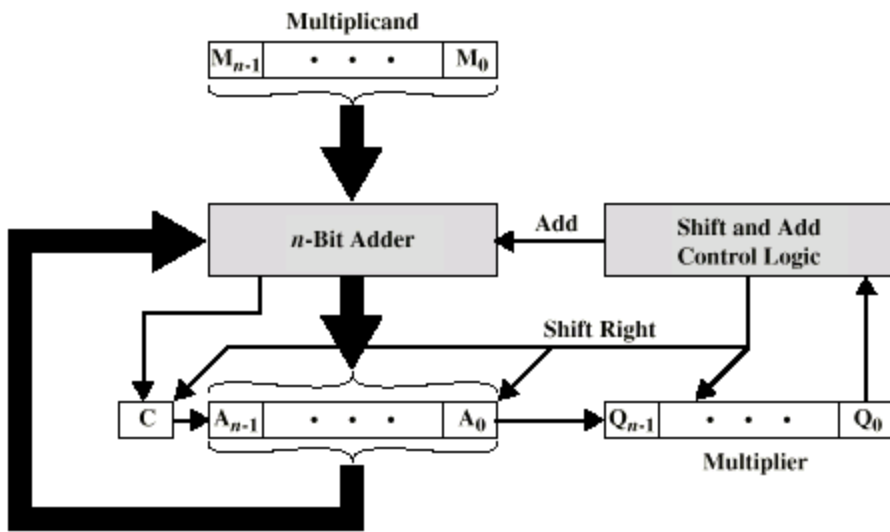 Multiplicand
Mn-1 • • • M0
n-Bit Adder
Add
Shift and Add
Control Logic
Shift Right
C
An-1 • • • A0
Qn-1 • • • Q0
Multiplier